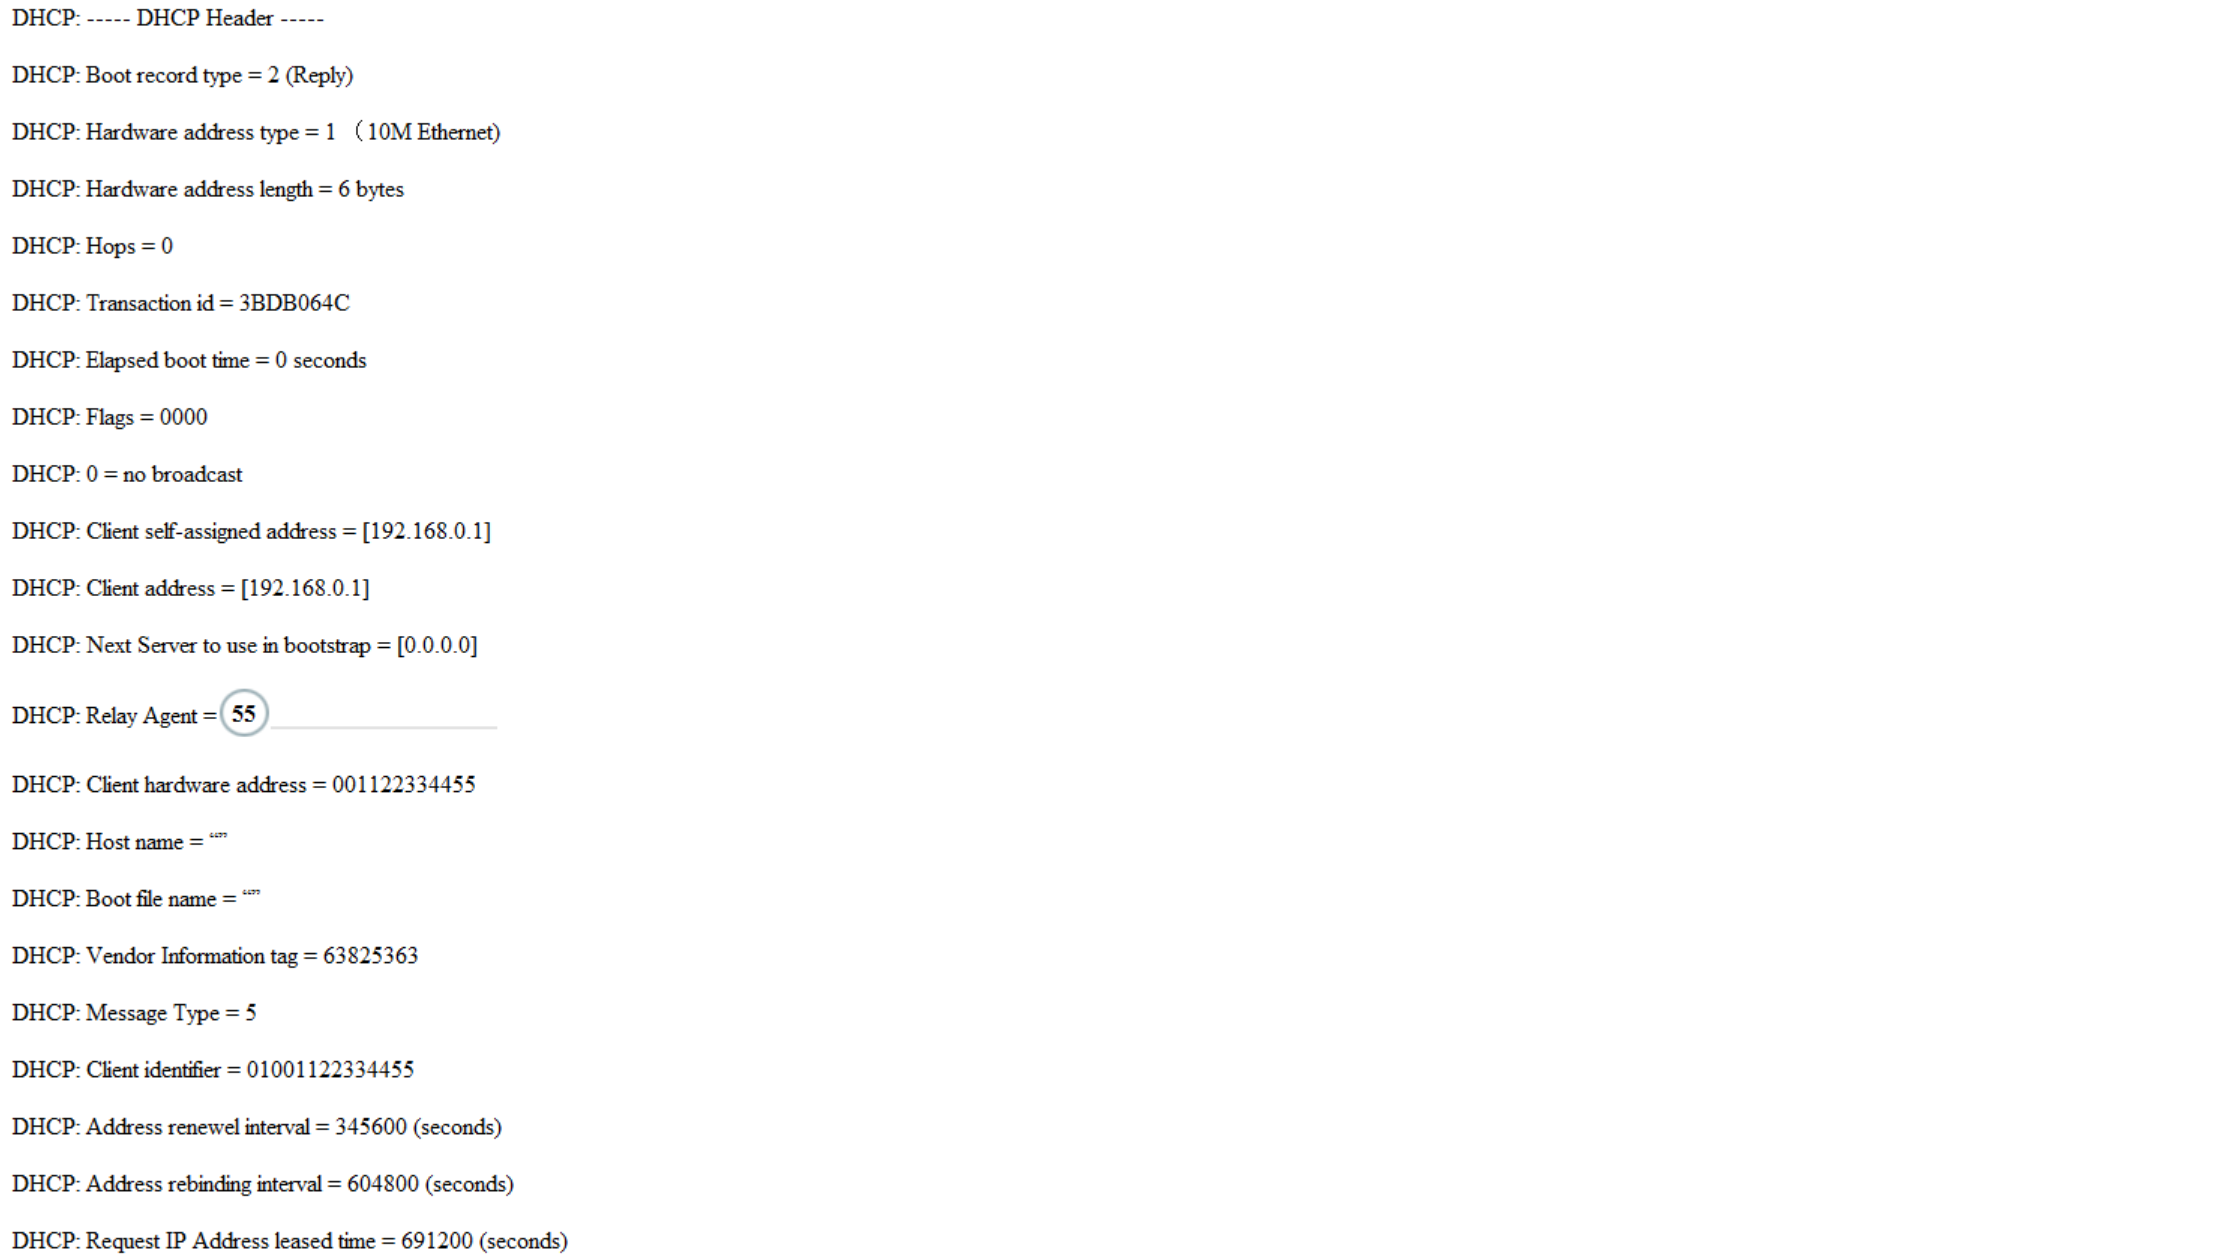 DHCP: ----- DHCP Header -----
DHCP: Boot record type = 2 (Reply)
DHCP: Hardware address type = 1 （10M Ethernet)
DHCP: Hardware address length = 6 bytes
DHCP: Hops = 0
DHCP: Transaction id = 3BDB064C
DHCP: Elapsed boot time = 0 seconds
DHCP: Flags = 0000
DHCP: 0 = no broadcast
DHCP: Client self-assigned address = [192.168.0.1]
DHCP: Client address = [192.168.0.1]
DHCP: Next Server to use in bootstrap = [0.0.0.0]
DHCP: Relay Agent = 55
DHCP: Client hardware address = 001122334455
DHCP: Host name = “”
DHCP: Boot file name = “”
DHCP: Vendor Information tag = 63825363
DHCP: Message Type = 5
DHCP: Client identifier = 01001122334455
DHCP: Address renewel interval = 345600 (seconds)
DHCP: Address rebinding interval = 604800 (seconds)
DHCP: Request IP Address leased time = 691200 (seconds)